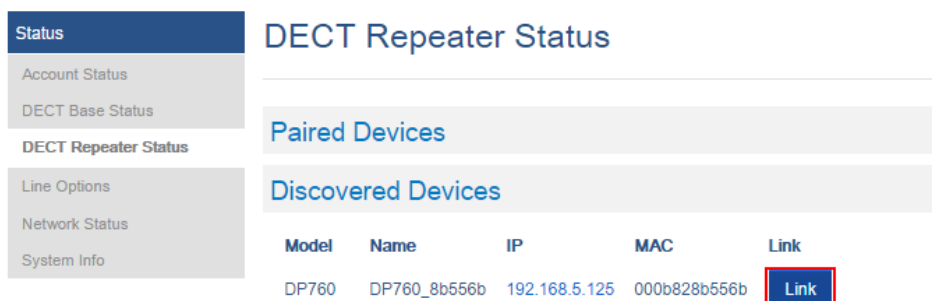 Status
Account Status
DECT Base Status
DECT Repeater Status
Line Options
Network Status
System Info
DECT Repeater Status
Paired Devices
Discovered Devices
Model Name IP MAC Link
DP760 DP760_8b556b 192.168.5.125 000b828b556b Link